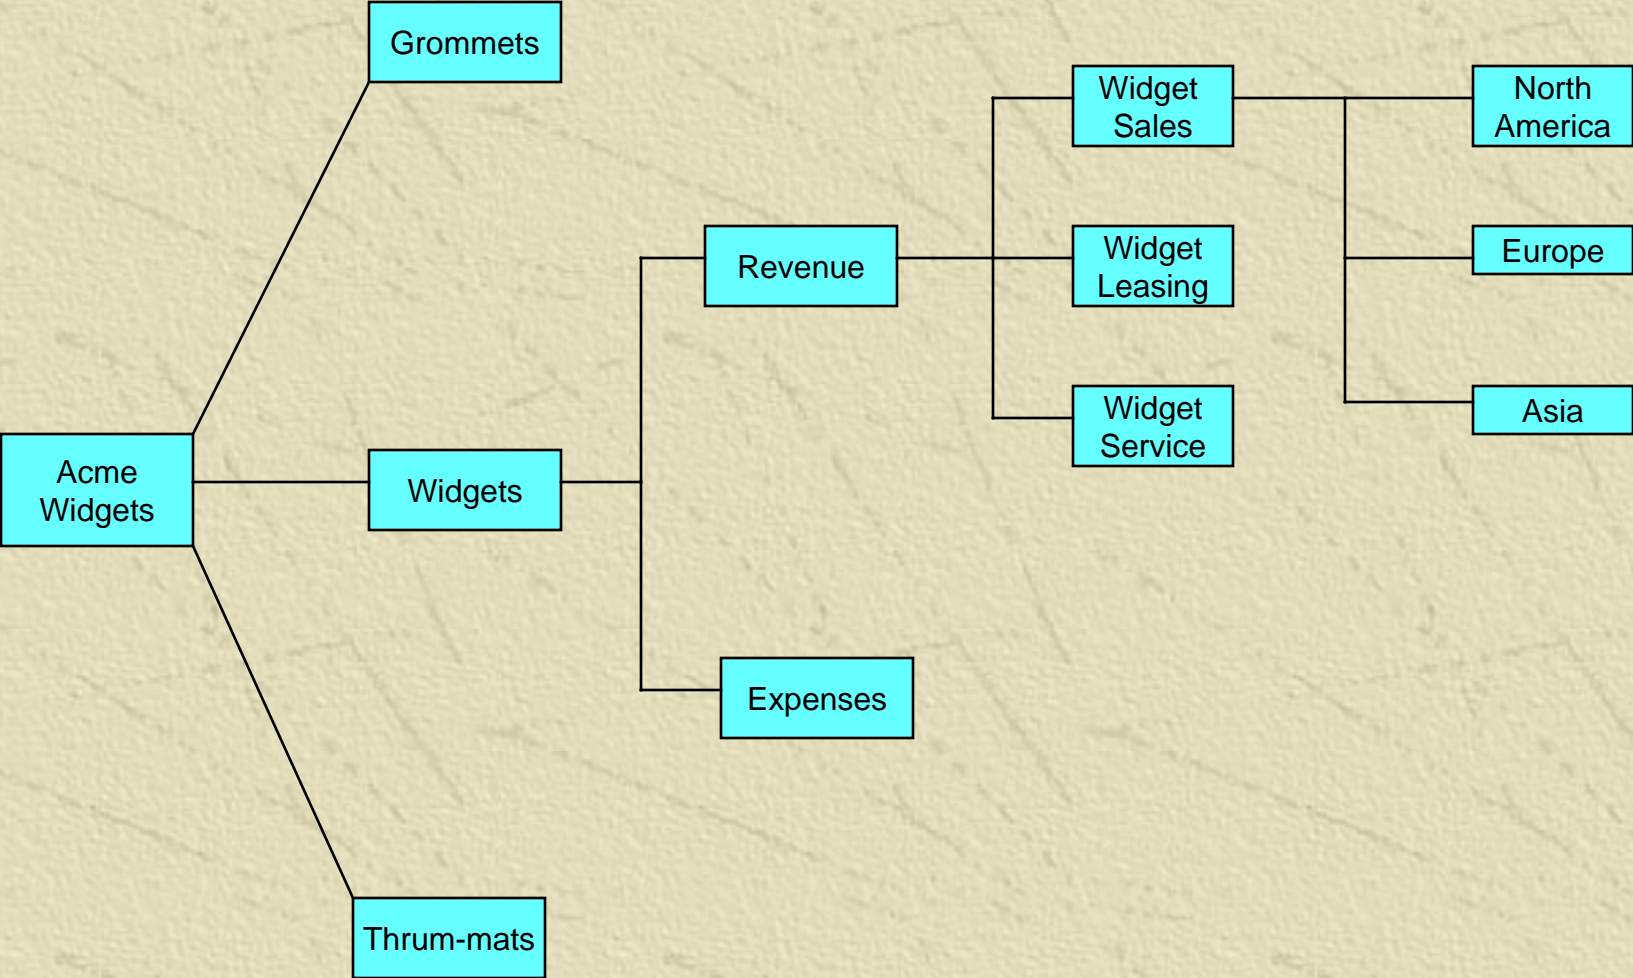 Grommets
Widget
Sales
North
America
Revenue
Widget
Leasing
Europe
Widget
Service
Asia
Acme
Widgets
Widgets
Expenses
Thrum-mats